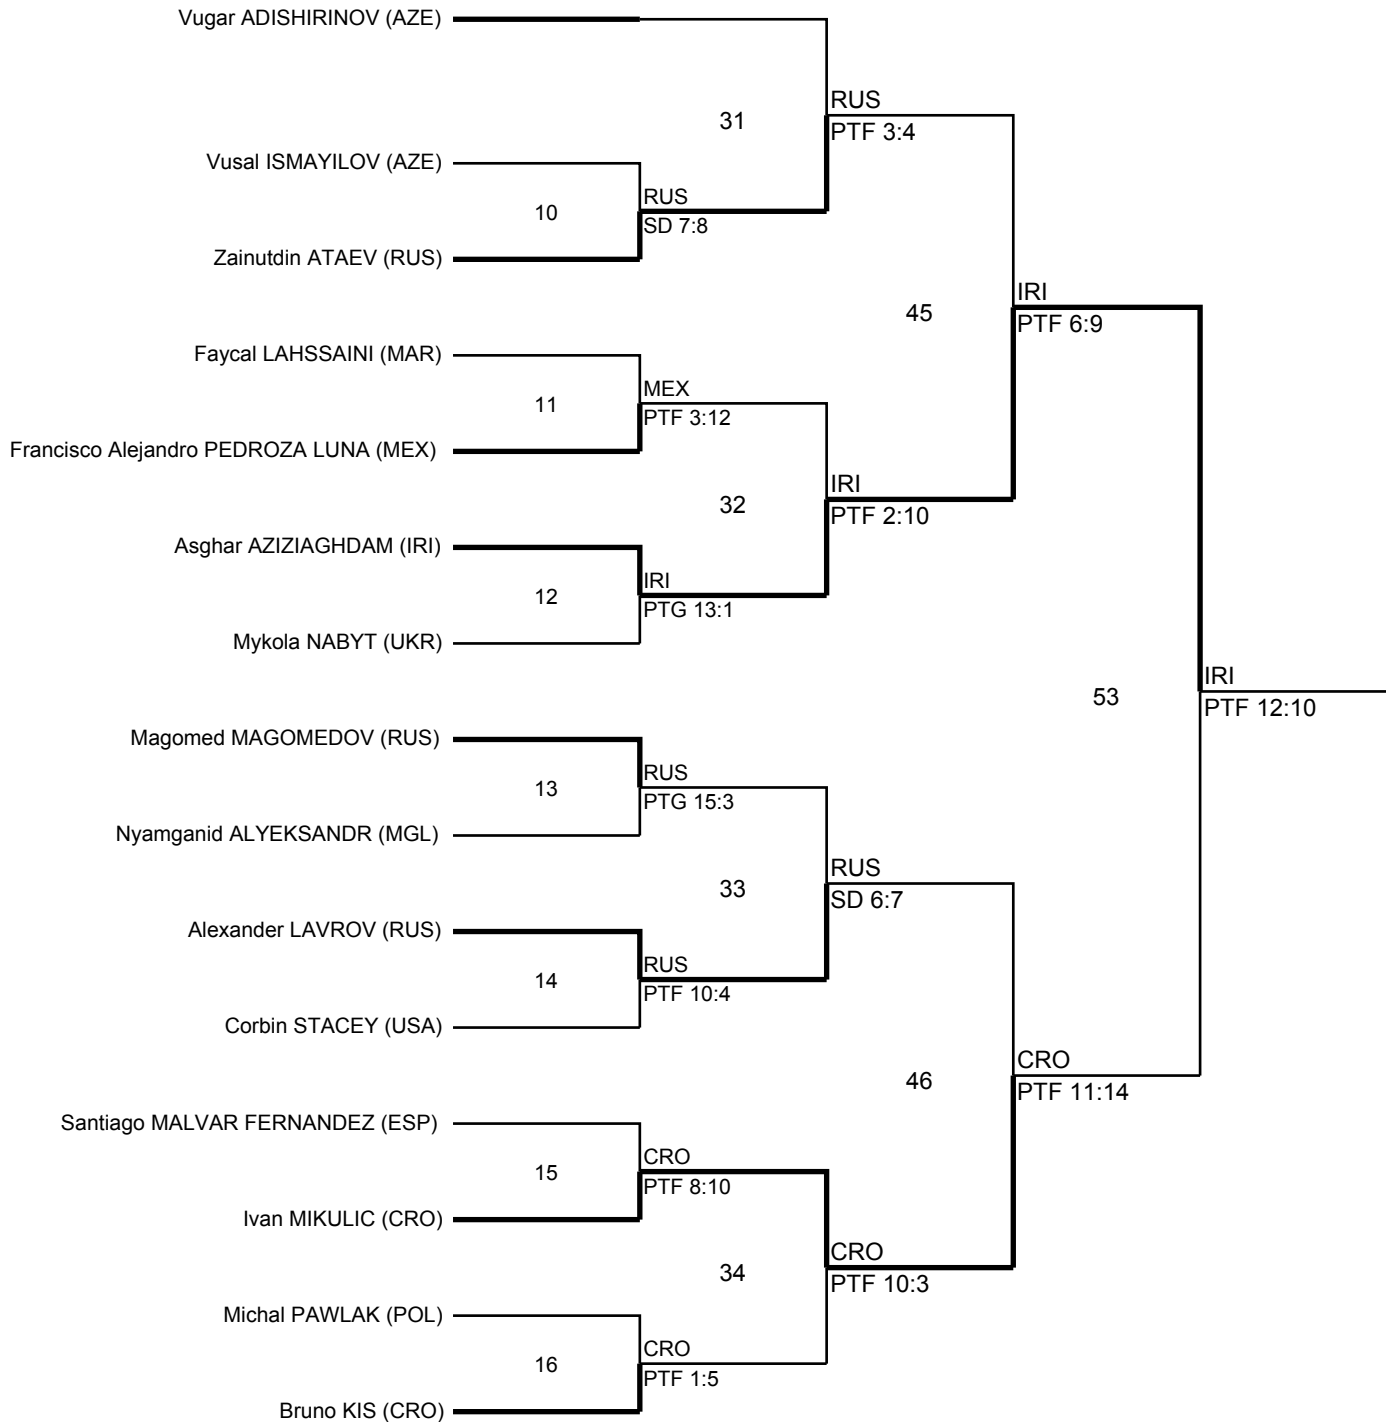 Vugar ADISHIRINOV (AZE)
RUS
31
PTF 3:4
Vusal ISMAYILOV (AZE)
RUS
10
SD 7:8
Zainutdin ATAEV (RUS)
IRI
45
PTF 6:9
Faycal LAHSSAINI (MAR)
MEX
11
PTF 3:12
Francisco Alejandro PEDROZA LUNA (MEX)
IRI
32
PTF 2:10
Asghar AZIZIAGHDAM (IRI)
IRI
12
PTG 13:1
Mykola NABYT (UKR)
IRI
53
PTF 12:10
Magomed MAGOMEDOV (RUS)
RUS
13
PTG 15:3
Nyamganid ALYEKSANDR (MGL)
RUS
33
SD 6:7
Alexander LAVROV (RUS)
RUS
14
PTF 10:4
Corbin STACEY (USA)
CRO
46
PTF 11:14
Santiago MALVAR FERNANDEZ (ESP)
CRO
15
PTF 8:10
Ivan MIKULIC (CRO)
CRO
34
PTF 10:3
Michal PAWLAK (POL)
CRO
16
PTF 1:5
Bruno KIS (CRO)